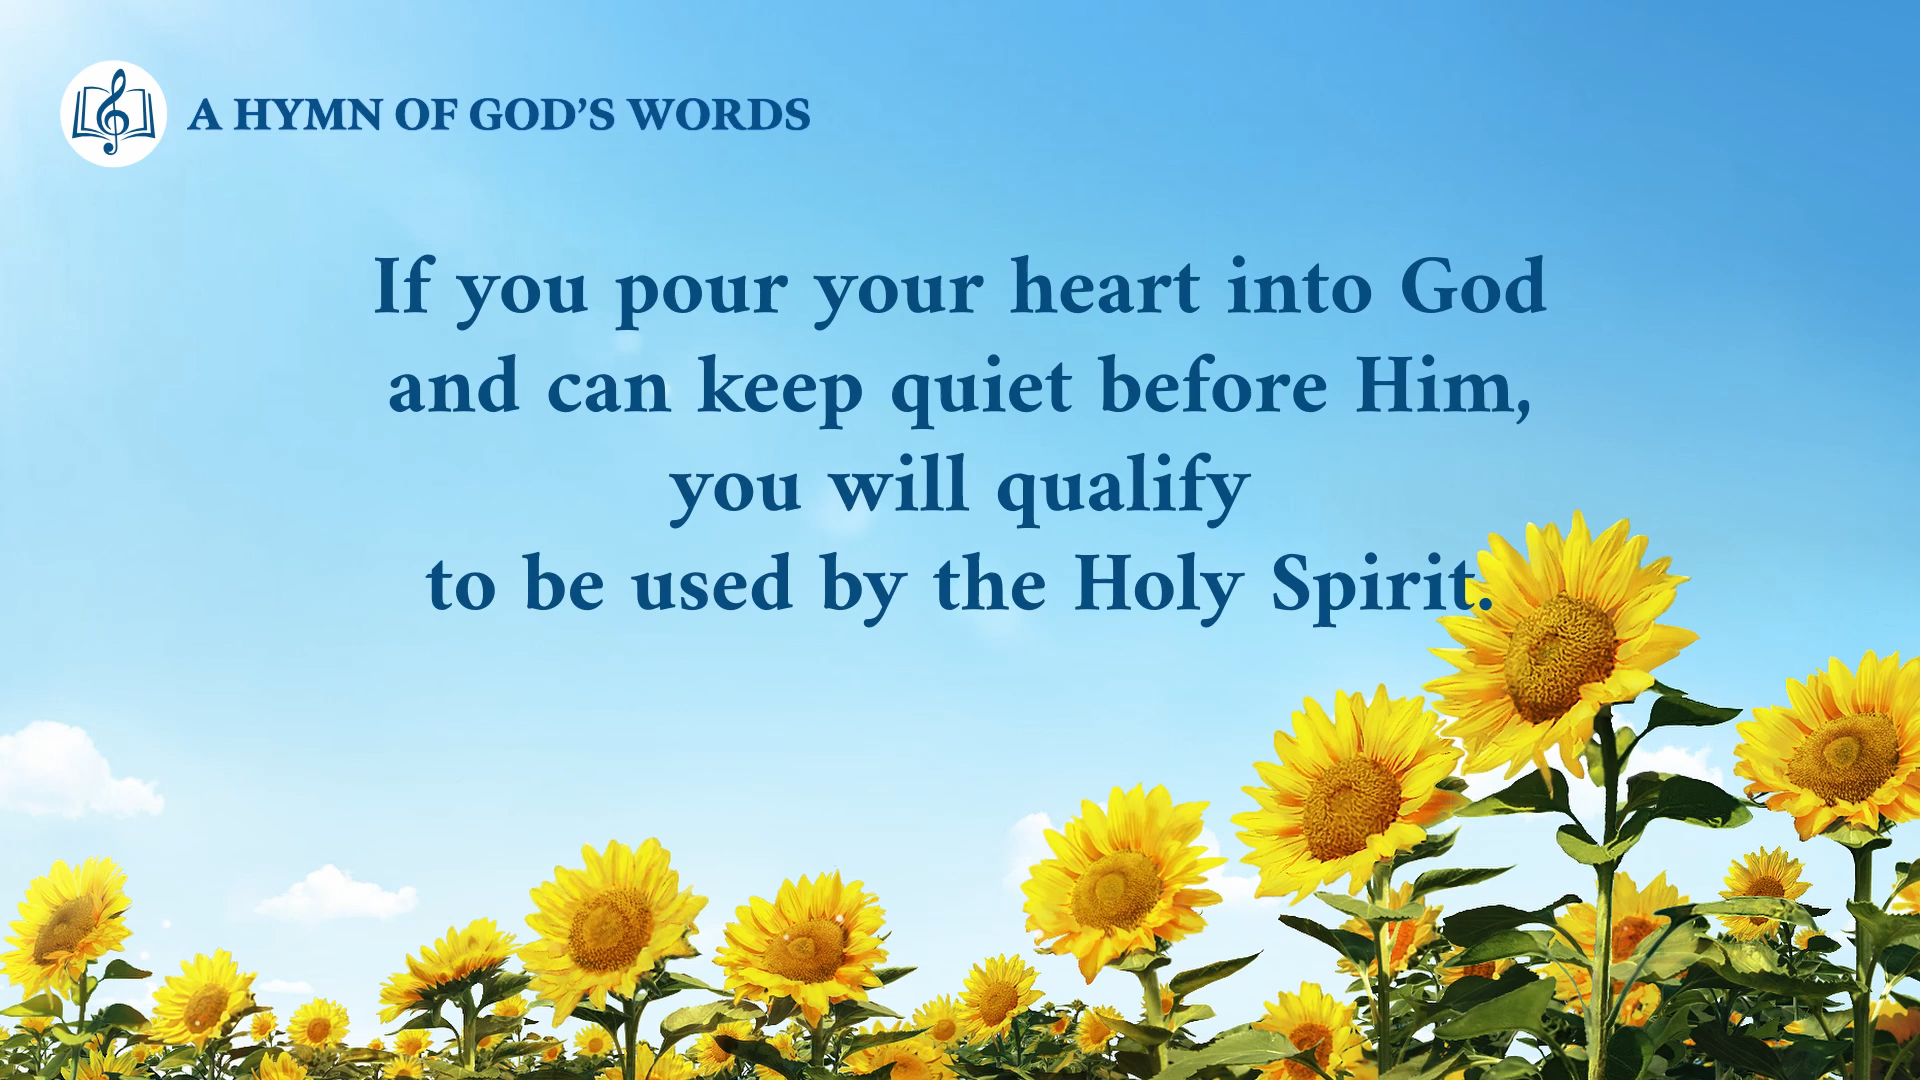 A HYMN OF GOD’S WORDS
If you pour your heart into God
and can keep quiet before Him,
you will qualify
to be used by the Holy Spirit.